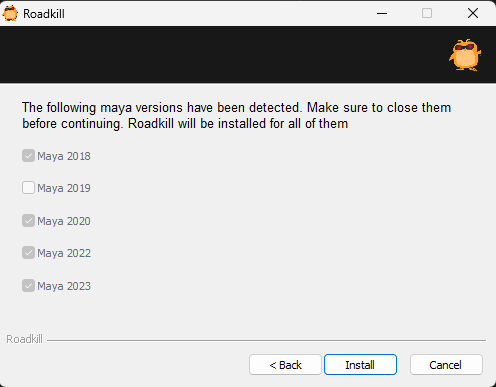 Roadkill
The following maya versions have been detected. Make sure to close them
before continuing. Roadkill will be installed for all of them
Maya 2018
Maya 2019
Maya 2020
Maya 2022
Maya 2023
Roadkill
< Back Install Cancel